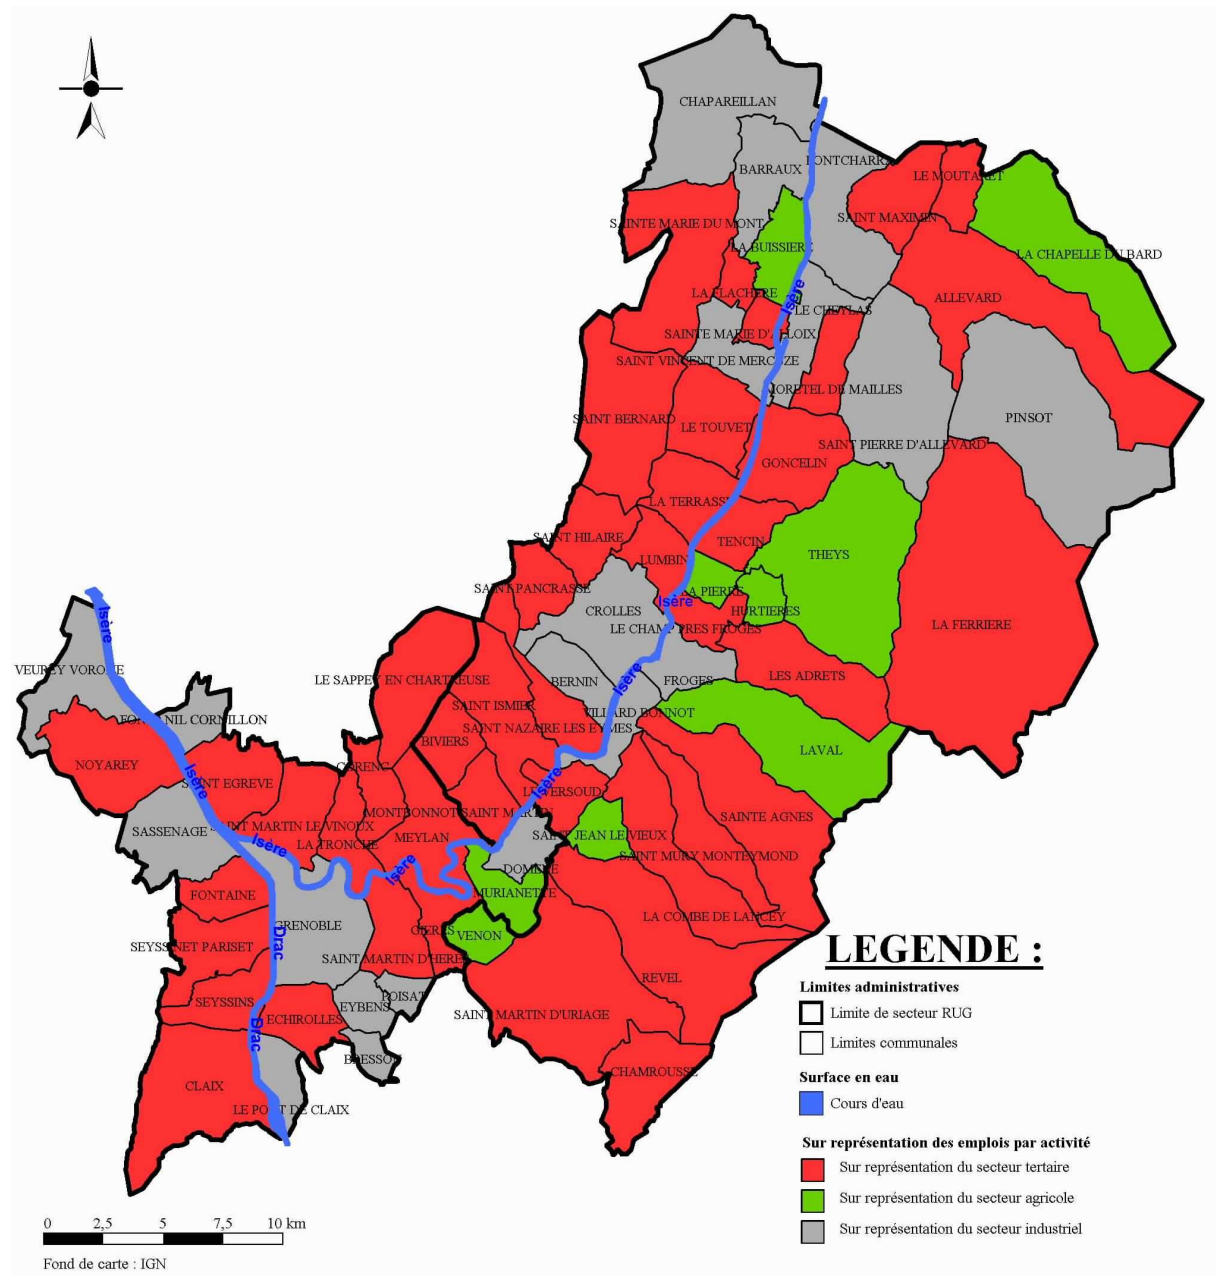 CHAPAREILLAN
BARRAUX
PONTCHARRA
LE MOUTARET
SAINTE MARIE DU MONT
SAINT MAXIMIN
LA BUISSIERE
LA CHAPELLE DU BARD
LA FLACHERE
Isère
ALLEVARD
LE CHEYLAS
SAINTE MARIE D'ALLOIX
SAINT VINCENT DE MERCUZE
MORETEL DE MAILLES
SAINT BERNARD
LE TOUVET
PINSOT
SAINT PIERRE D'ALLEVARD
GONCELIN
LA TERRASSE
SAINT HILAIRE
TENCIN
LUMBIN
THEYS
SAINT PANCRASSE
LA PIERRE
Isère
CROLLES
HURTIERES
LE CHAMP PRES FROGES
LA FERRIERE
Isère
VEUREY VOROIZE
LE SAPPEY EN CHARTREUSE
BERNIN
FROGES
LES ADRETS
Isère
SAINT ISMIER
VILLARD BONNOT
FONTANIL CORNILLON
SAINT NAZAIRE LES EYMES
BIVIERS
LAVAL
NOYAREY
CORENC
Isère
SAINT EGREVE
Isère
LE VERSOUD
MONTBONNOT
SAINT MARTIN
SAINTE AGNES
SASSENAGE
SAINT MARTIN LE VINOUX
MEYLAN
SAINT JEAN LE VIEUX
LA TRONCHE
Isère
SAINT MURY MONTEYMOND
Isère
DOMENE
MURIANETTE
FONTAINE
LA COMBE DE LANCEY
GRENOBLE
GIERES
VENON
SEYSSINET PARISET
Drac
SAINT MARTIN D'HERES
REVEL
POISAT
SEYSSINS
EYBENS
SAINT MARTIN D'URIAGE
ECHIROLLES
Drac
BRESSON
CHAMROUSSE
CLAIX
LE PONT DE CLAIX
LEGENDE :
Limites administratives
Limite de secteur RUG
Limites communales
Surface en eau
Cours d'eau
Sur représentation des emplois par activité
Sur représentation du secteur tertaire
Sur représentation du secteur agricole
Sur représentation du secteur industriel
0 2,5 5 7,5 10 km
Fond de carte : IGN